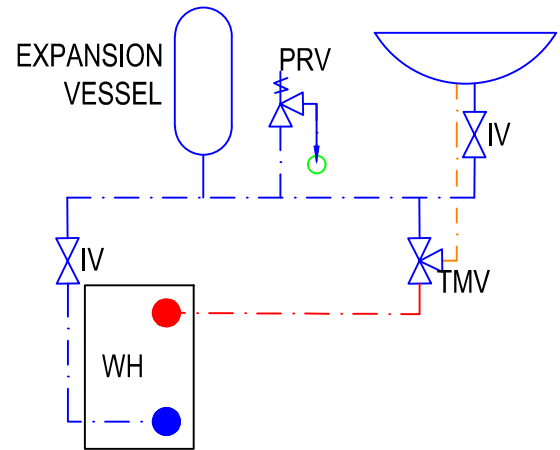 EXPANSION
VESSEL
PRV
IV
IV
TMV
WH